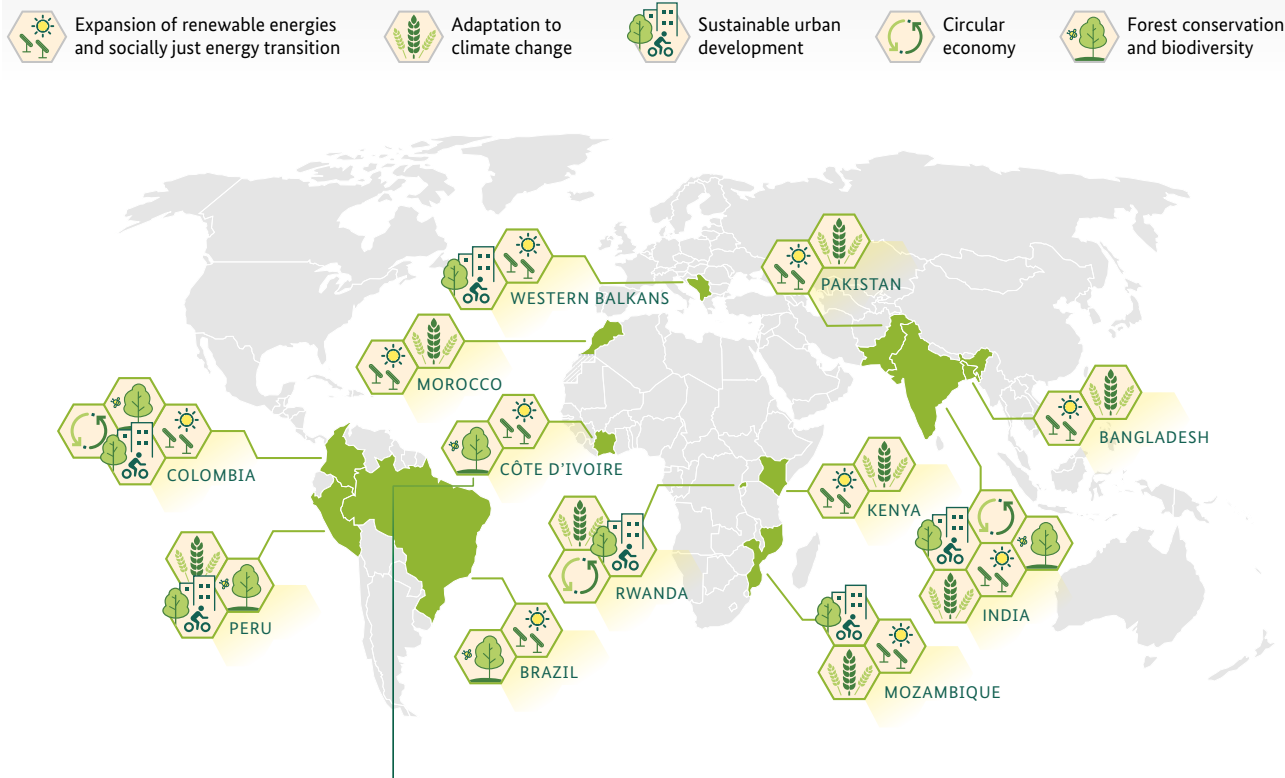 Expansion of renewable energies
and socially just energy transition
Adaptation to
climate change
Sustainable urban
development
Circular
economy
Forest conservation
and biodiversity
PAKISTAN
WESTERN BALKANS
MOROCCO
BANGLADESH
COLOMBIA
CÔTE D’IVOIRE
KENYA
RWANDA
INDIA
PERU
BRAZIL
MOZAMBIQUE